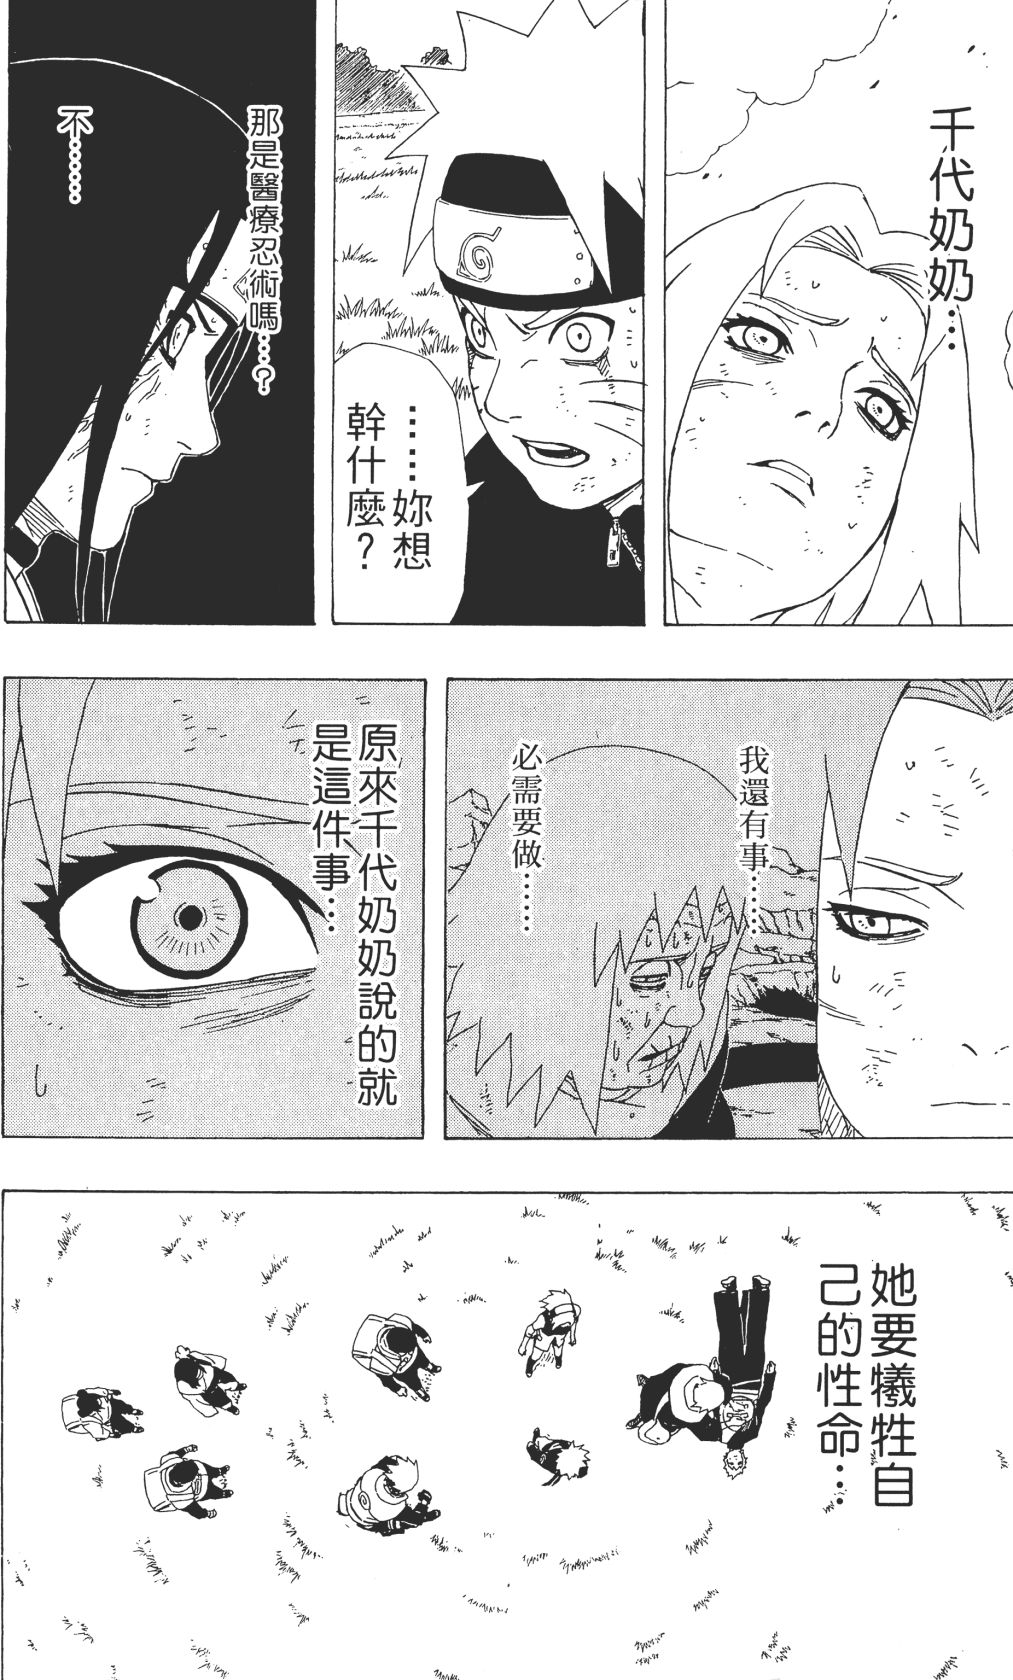 千代奶奶…
……妳想
幹什麼？
那是醫療忍術嗎…？
不……
我還有事……
必需要做……
原來千代奶奶說的就
是這件事…
她要犧牲自
己的性命…